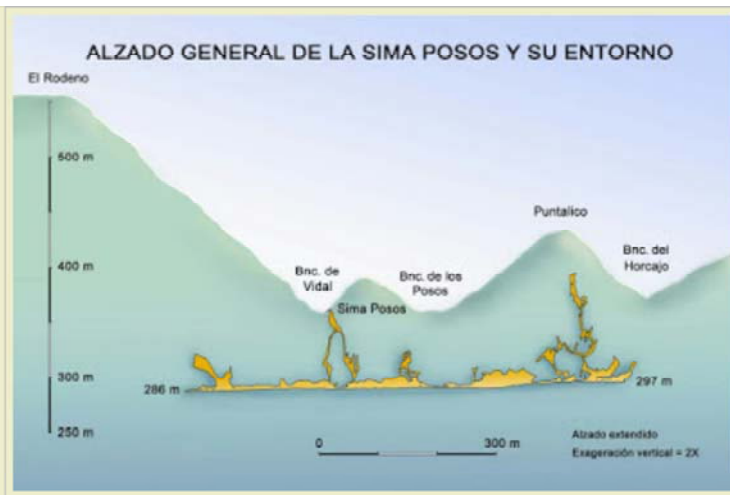 ALZADO GENERAL DE LA SIMA POSOS Y SU ENTORNO
El Rodeno
500 m
Puntalico
400 m
Bnc. de
Vidal
Bnc. de los
Posos
Bnc. del
Horcajo
Sima Posos
300 m
286 m
297 m
250 m
0
300 m
Alzado extendido
Exageración vertical = 2X